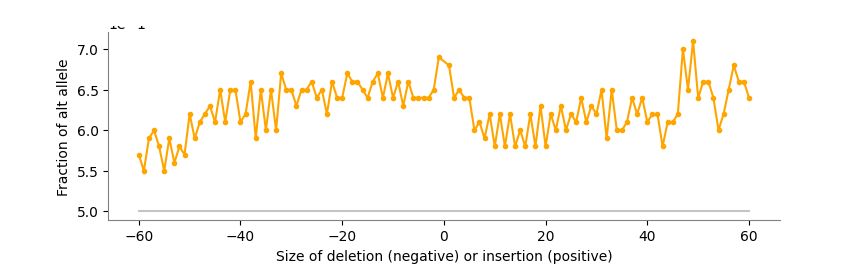 7.0
6.5
6.0
5.5
5.0
Fraction of alt allele
−60 −40 −20 0 20 40 60
Size of deletion (negative) or insertion (positive)